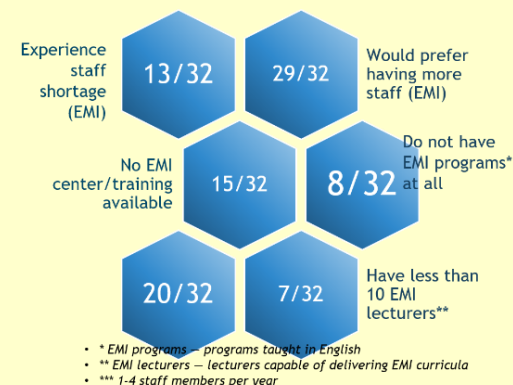 Experience
staff
shortage
(EMI)
13/32
29/32
Would prefer
having more
staff (EMI)
No EMI
center/training
available
15/32
8/32
Do not have
EMI programs*
at all
20/32
7/32
Have less than
10 EMI
lecturers**
• * EMI programs — programs taught in English
• ** EMI lecturers — lecturers capable of delivering EMI curricula
• *** 1-4 staff members per year